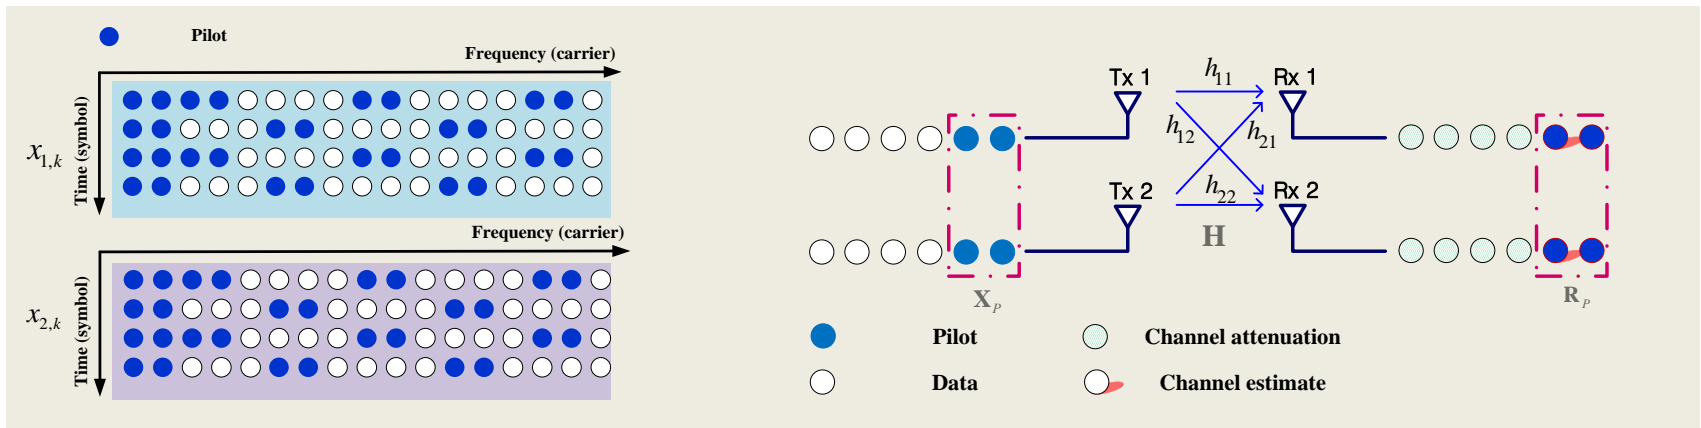 Pilot
Frequency (carrier)
Time (symbol)
x1,k
Frequency (carrier)
Time (symbol)
x2,k
Tx 1
h11
Rx 1
h12
h21
Tx 2
h22
Rx 2
H
XP
RP
Pilot
Channel attenuation
Data
Channel estimate